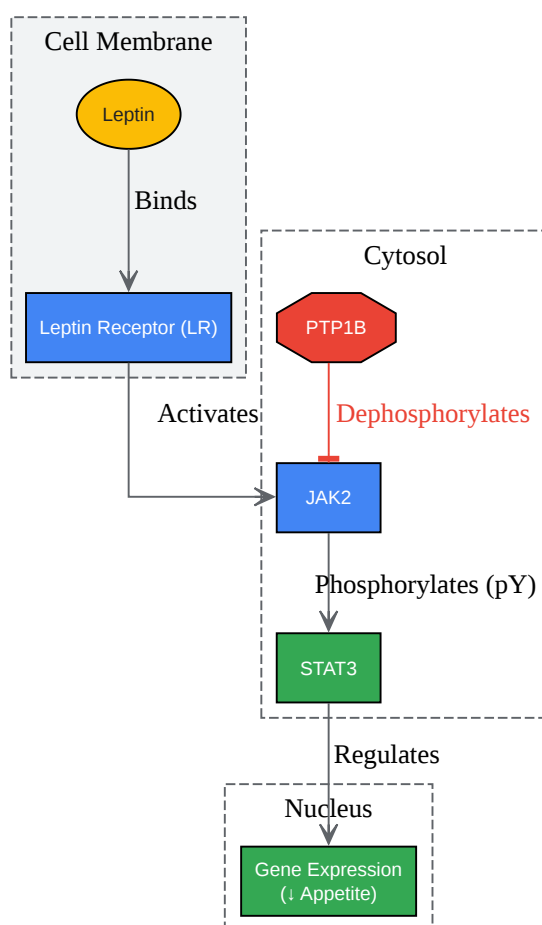 Cell Membrane
Leptin
Binds
Cytosol
Leptin Receptor (LR)
PTP1B
Activates
Dephosphorylates
JAK2
Phosphorylates (pY)
STAT3
Regulates
Nucleus
Gene Expression
(↓ Appetite)